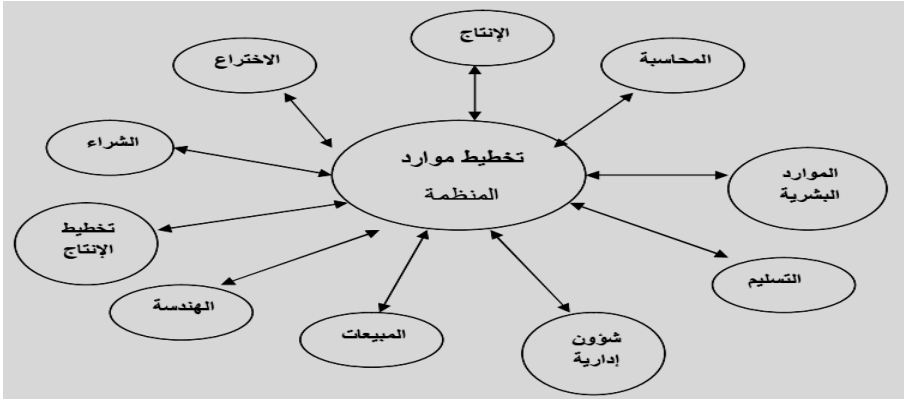 الإنتاج
المحاسبة
الاختراع
الشراء
تخطيط موارد
المنظمة
الموارد
البشرية
تخطيط
الإنتاج
التسليم
الهندسة
المبيعات
شؤون
إدارية